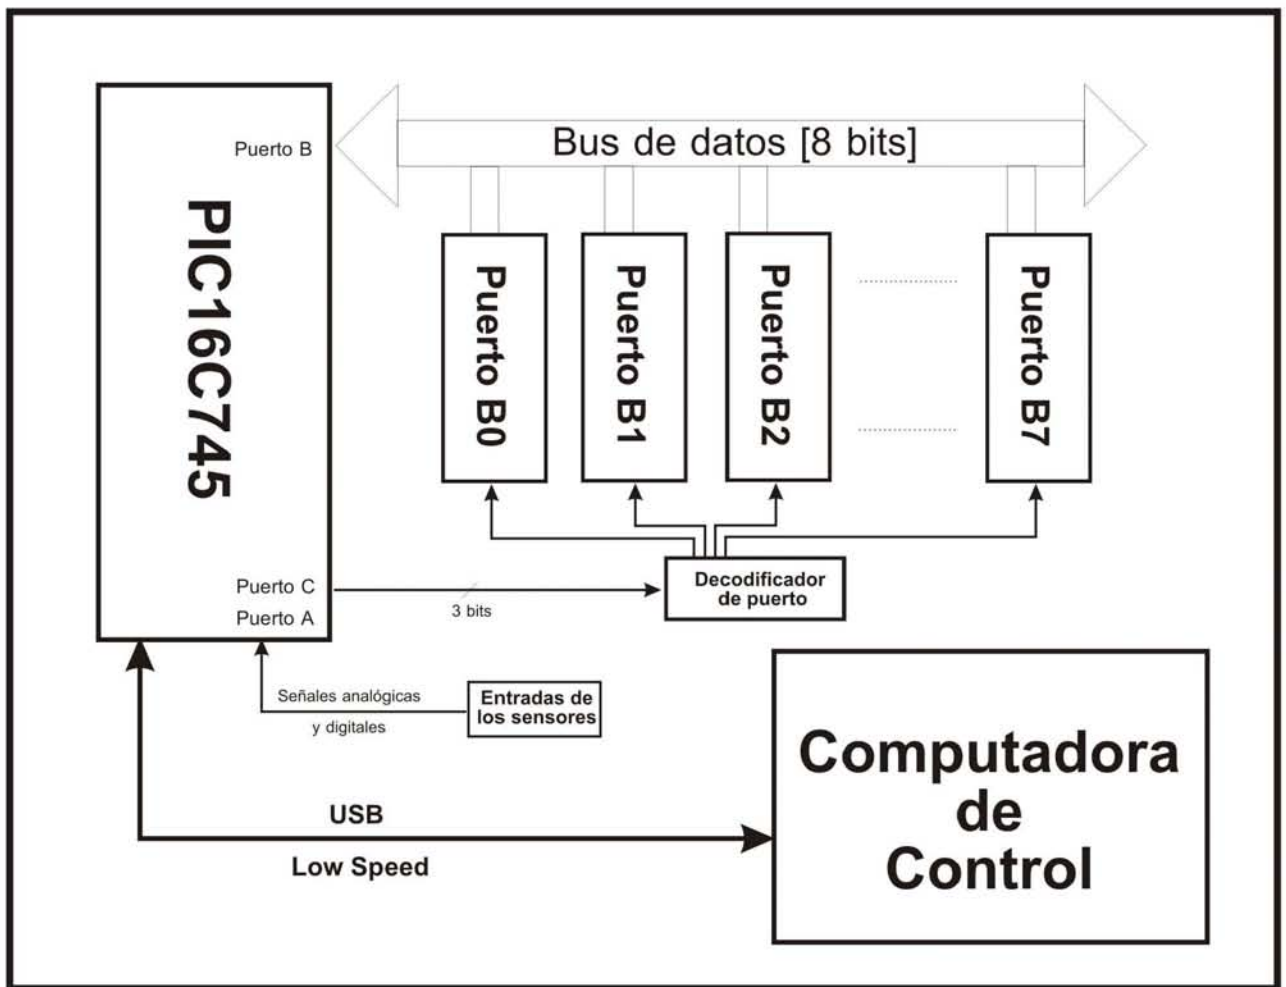 Puerto B
Bus de datos [8 bits]
PIC16C745
Puerto B0
Puerto B1
Puerto B2
Puerto B7
Puerto C
Puerto A
3 bits
Decodificador
de puerto
Señales analógicas
y digitales
Entradas de
los sensores
USB
Low Speed
Computadora
de
Control